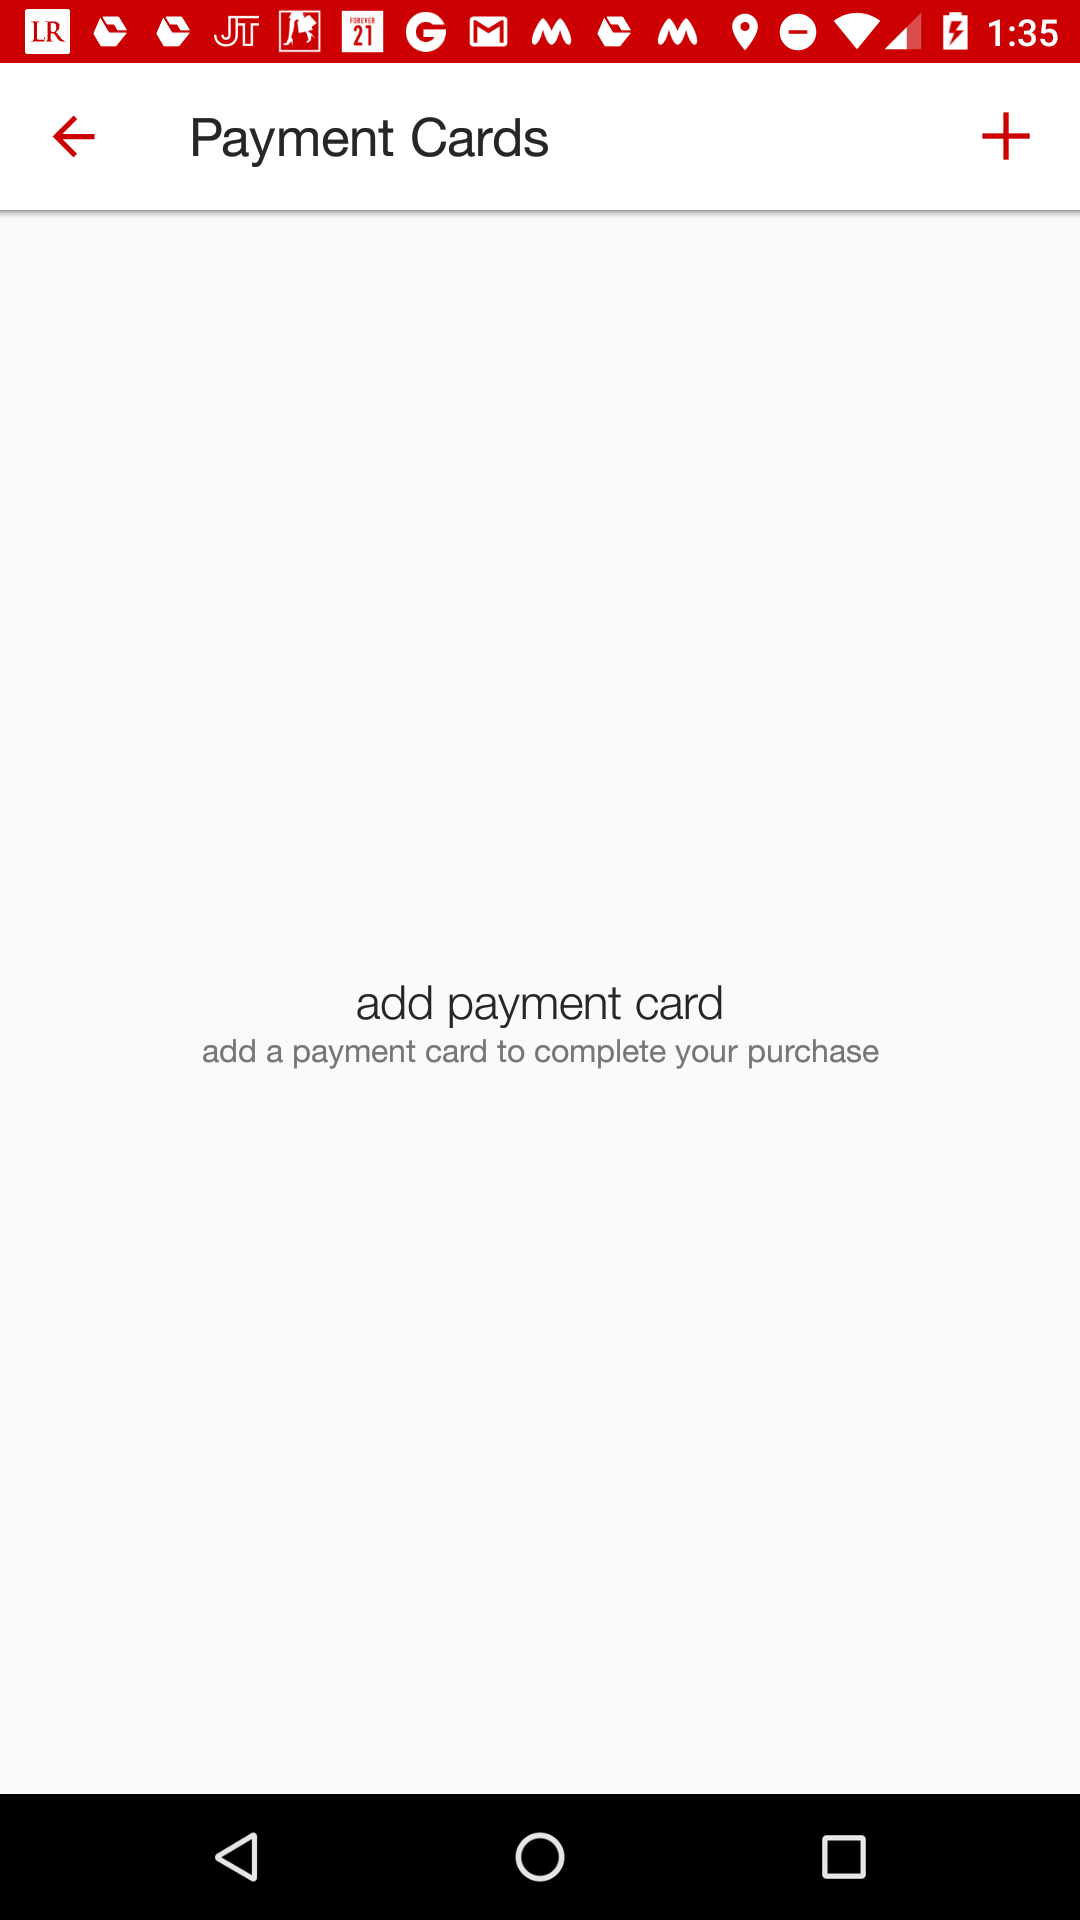 LR JT FOREVER 21 G M 1:35
Payment Cards
add payment card
add a payment card to complete your purchase